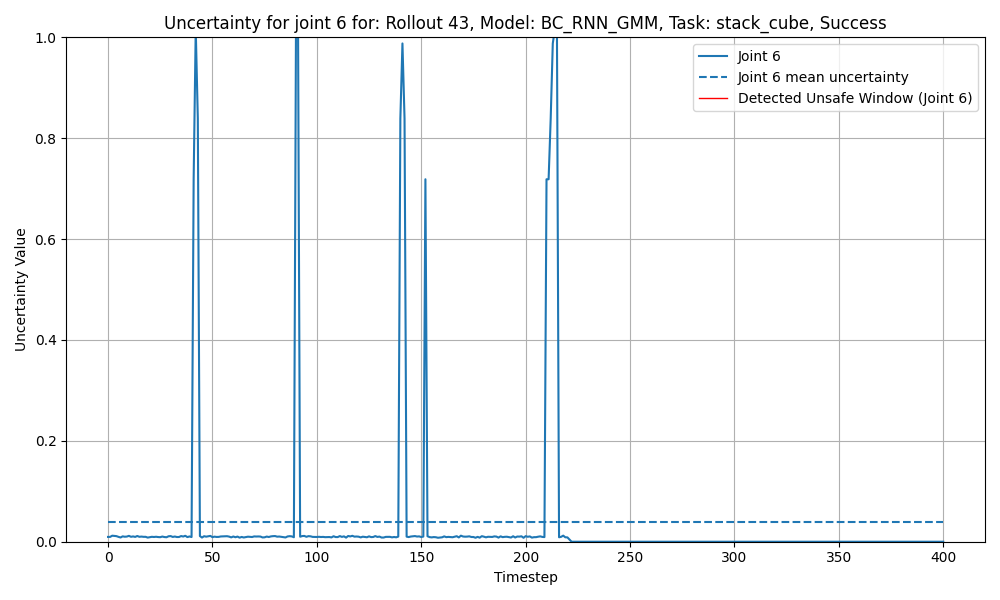 Uncertainty for joint 6 for: Rollout 43, Model: BC_RNN_GMM, Task: stack_cube, Success
Joint 6
Joint 6 mean uncertainty
Detected Unsafe Window (Joint 6)
Uncertainty Value
1.0
0.8
0.6
0.4
0.2
0.0
0 50 100 150 200 250 300 350 400
Timestep